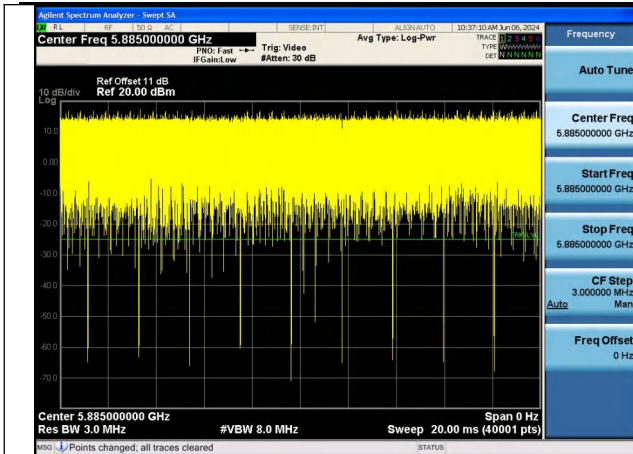 Agilent Spectrum Analyzer - Swept SA
RL RF 50 Ω AC SENSE:INT ALIGN AUTO 10:37:10 AM Jun 06, 2024
Center Freq 5.885000000 GHz
PNO: Fast
IFGain:Low
Trig: Video
#Atten: 30 dB
Avg Type: Log-Pwr
TRACE 1 2 3 4 5 6
TYPE
DET N N N N N N
Ref Offset 11 dB
10 dB/div Ref 20.00 dBm
Log
10.0
0.00
-10.0
-20.0
-30.0
-40.0
-50.0
-60.0
-70.0
Center 5.885000000 GHz
Span 0 Hz
Res BW 3.0 MHz
#VBW 8.0 MHz
Sweep 20.00 ms (40001 pts)
MSG Points changed; all traces cleared
STATUS
Frequency
Auto Tune
Center Freq
5.885000000 GHz
Start Freq
5.885000000 GHz
Stop Freq
5.885000000 GHz
CF Step
3.000000 MHz
Auto Man
Freq Offset
0 Hz